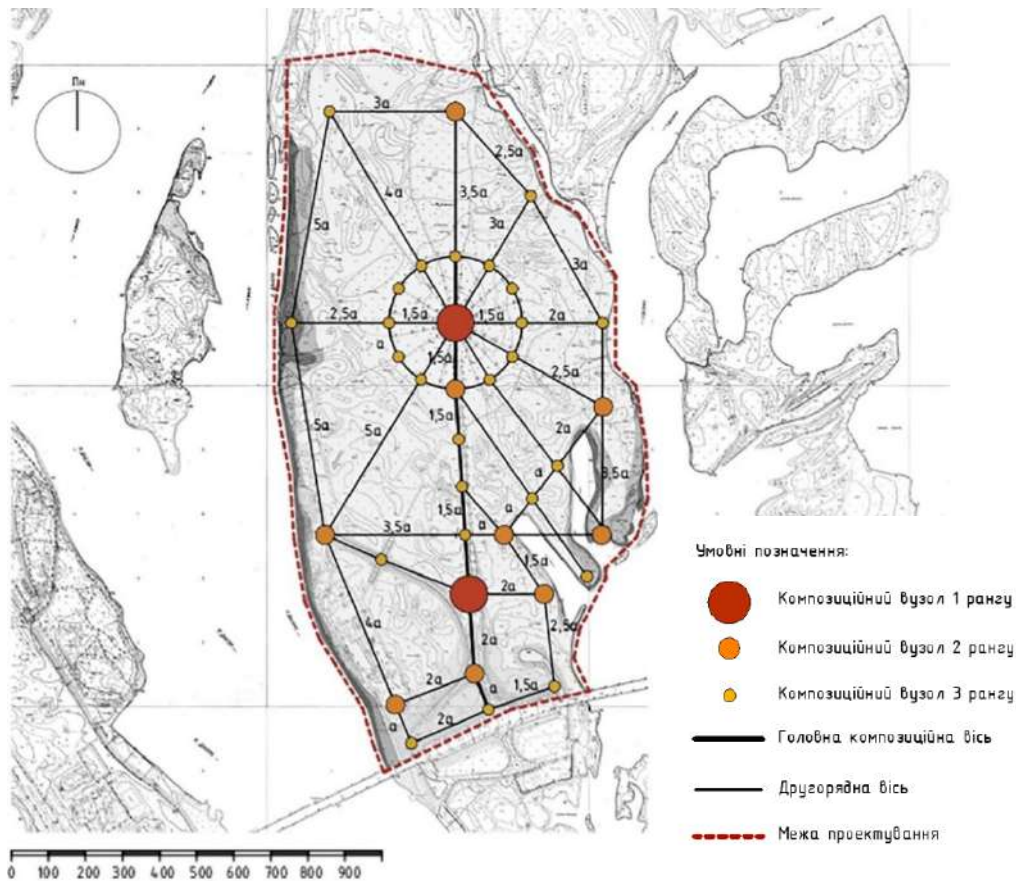 Пн
3а
2,5а
4а
3,5а
5а
3а
3а
2,5а
1,5а
1,5а
2а
а
1,5а
2,5а
1,5а
5а
5а
2а
3,5а
а
1,5а
а
а
3,5а
1,5а
2а
4а
2,5а
2а
2а
а
1,5а
а
2а
Умовні позначення:
Композиційний вузол 1 рангу
Композиційний вузол 2 рангу
Композиційний вузол 3 рангу
Головна композиційна вісь
Другорядна вісь
Межа проектування
0 100 200 300 400 500 600 700 800 900